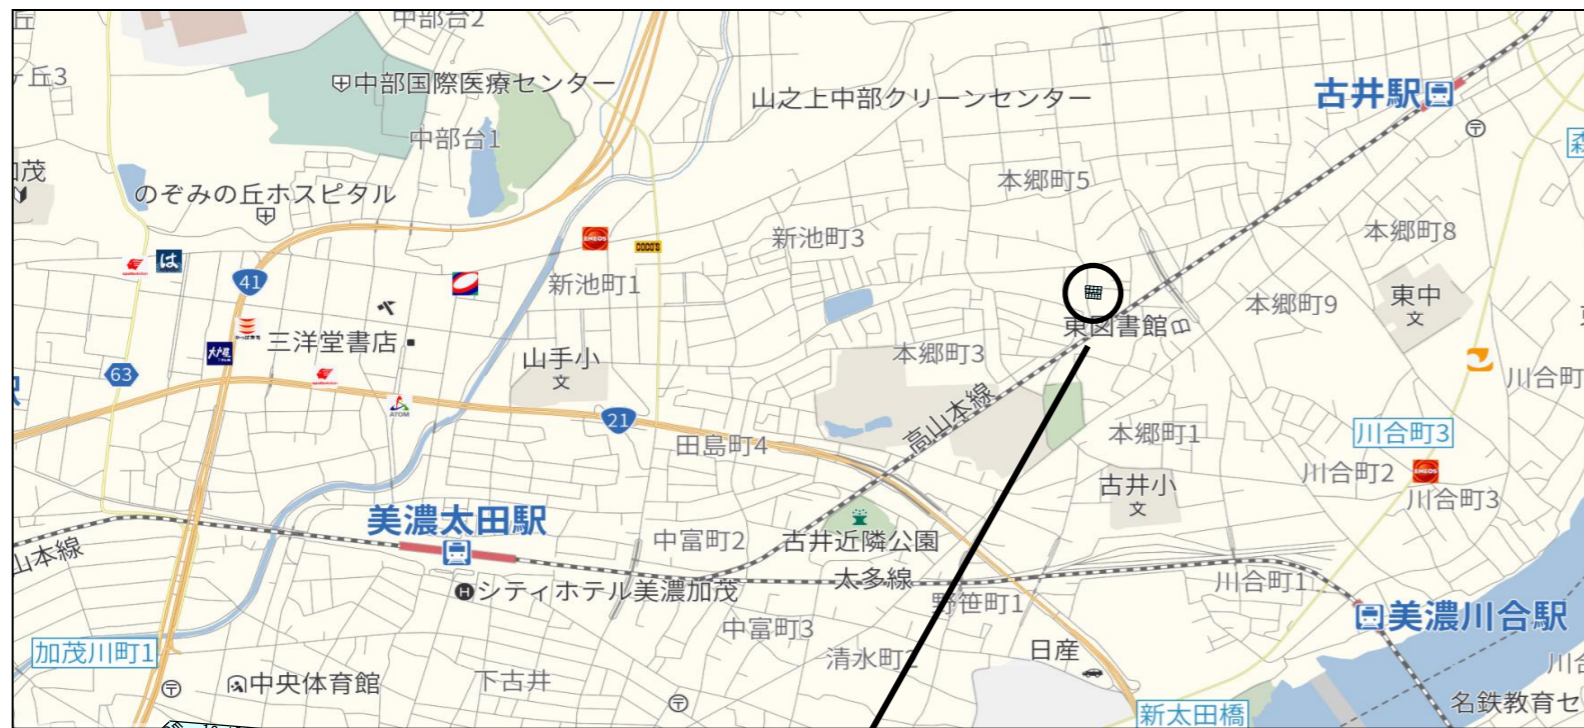 丘
中部台2
ケ丘3
中部国際医療センター
山之上中部クリーンセンター
古井駅
中部台1
加茂
のぞみの丘ホスピタル
本郷町5
新池町3
本郷町8
ENEOS
COCO'S
は
41
新池町1
本郷町9
東中
文
三洋堂書店
東図書館
63
山手小
文
本郷町3
川合町
ATOM
21
高山本線
田島町4
本郷町1
川合町3
川合町2
ENEOS
川合町3
古井小
文
美濃太田駅
山本線
中富町2
古井近隣公園
太多線
川合町1
H
シティホテル美濃加茂
野笹町1
美濃川合駅
中富町3
加茂川町1
清水町2
日産
中央体育館
下古井
新太田橋
名鉄教育セ